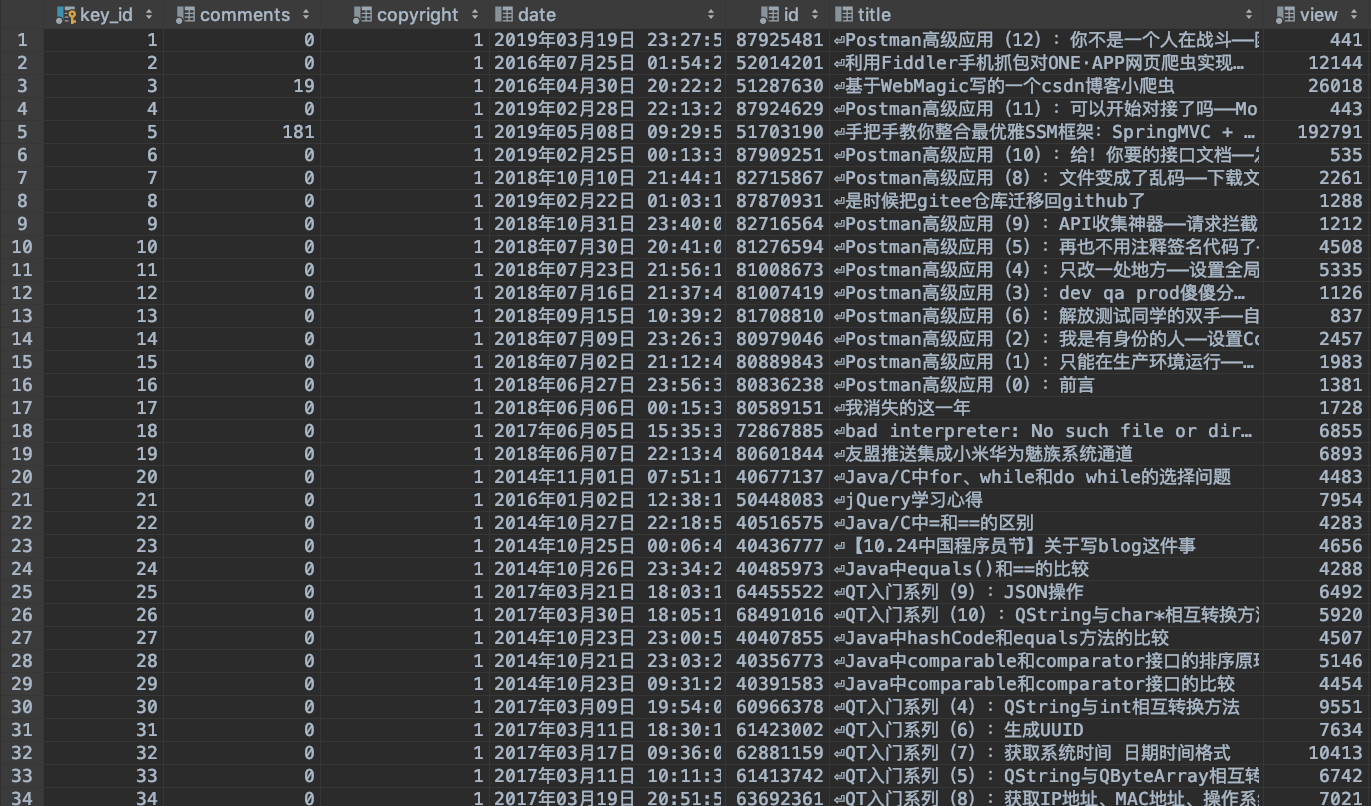 key_id comments copyright date id title view
1 1 0 1 2019年03月19日 23:27:5 87925481 ⏎Postman高级应用（12）：你不是一个人在战斗—— 441
2 2 0 1 2016年07月25日 01:54:2 52014201 ⏎利用Fiddler手机抓包对ONE·APP网页爬虫实现… 12144
3 3 19 1 2016年04月30日 20:22:2 51287630 ⏎基于WebMagic写的一个csdn博客小爬虫 26018
4 4 0 1 2019年02月28日 22:13:2 87924629 ⏎Postman高级应用（11）：可以开始对接了吗——Mo 443
5 5 181 1 2019年05月08日 09:29:5 51703190 ⏎手把手教你整合最优雅SSM框架：SpringMVC + … 192791
6 6 0 1 2019年02月25日 00:13:3 87909251 ⏎Postman高级应用（10）：给！你要的接口文档—— 535
7 7 0 1 2018年10月10日 21:44:1 82715867 ⏎Postman高级应用（8）：文件变成了乱码——下载文 2261
8 8 0 1 2019年02月22日 01:03:1 87870931 ⏎是时候把gitee仓库迁移回github了 1288
9 9 0 1 2018年10月31日 23:40:0 82716564 ⏎Postman高级应用（9）：API收集神器——请求拦截 1212
10 10 0 1 2018年07月30日 20:41:0 81276594 ⏎Postman高级应用（5）：再也不用注释签名代码了 4508
11 11 0 1 2018年07月23日 21:56:1 81008673 ⏎Postman高级应用（4）：只改一处地方——设置全局 5335
12 12 0 1 2018年07月16日 21:37:4 81007419 ⏎Postman高级应用（3）：dev qa prod傻傻分… 1126
13 13 0 1 2018年09月15日 10:39:2 81708810 ⏎Postman高级应用（6）：解放测试同学的双手——自 837
14 14 0 1 2018年07月09日 23:26:3 80979046 ⏎Postman高级应用（2）：我是有身份的人——设置Co 2457
15 15 0 1 2018年07月02日 21:12:4 80889843 ⏎Postman高级应用（1）：只能在生产环境运行——… 1983
16 16 0 1 2018年06月27日 23:56:3 80836238 ⏎Postman高级应用（0）：前言 1381
17 17 0 1 2018年06月06日 00:15:3 80589151 ⏎我消失的这一年 1728
18 18 0 1 2017年06月05日 15:35:3 72867885 ⏎bad interpreter: No such file or dir… 6855
19 19 0 1 2018年06月07日 22:13:4 80601844 ⏎友盟推送集成小米华为魅族系统通道 6893
20 20 0 1 2014年11月01日 07:51:1 40677137 ⏎Java/C中for、while和do while的选择问题 4483
21 21 0 1 2016年01月02日 12:38:1 50448083 ⏎jQuery学习心得 7954
22 22 0 1 2014年10月27日 22:18:5 40516575 ⏎Java/C中=和==的区别 4283
23 23 0 1 2014年10月25日 00:06:4 40436777 ⏎【10.24中国程序员节】关于写blog这件事 4656
24 24 0 1 2014年10月26日 23:34:2 40485973 ⏎Java中equals()和==的比较 4288
25 25 0 1 2017年03月21日 18:03:1 64455522 ⏎QT入门系列（9）：JSON操作 6492
26 26 0 1 2017年03月30日 18:05:1 68491016 ⏎QT入门系列（10）：QString与char*相互转换方法 5920
27 27 0 1 2014年10月23日 23:00:5 40407855 ⏎Java中hashCode和equals方法的比较 4507
28 28 0 1 2014年10月21日 23:03:2 40356773 ⏎Java中comparable和comparator接口的排序原理 5146
29 29 0 1 2014年10月23日 09:31:2 40391583 ⏎Java中comparable和comparator接口的比较 4454
30 30 0 1 2017年03月09日 19:54:0 60966378 ⏎QT入门系列（4）：QString与int相互转换方法 9551
31 31 0 1 2017年03月11日 18:30:1 61423002 ⏎QT入门系列（6）：生成UUID 7634
32 32 0 1 2017年03月17日 09:36:0 62881159 ⏎QT入门系列（7）：获取系统时间 日期时间格式 10413
33 33 0 1 2017年03月11日 10:11:3 61413742 ⏎QT入门系列（5）：QString与QByteArray相互转 6742
34 34 0 1 2017年03月19日 20:51:5 63692361 ⏎QT入门系列（8）：获取IP地址、MAC地址、操作系 7021